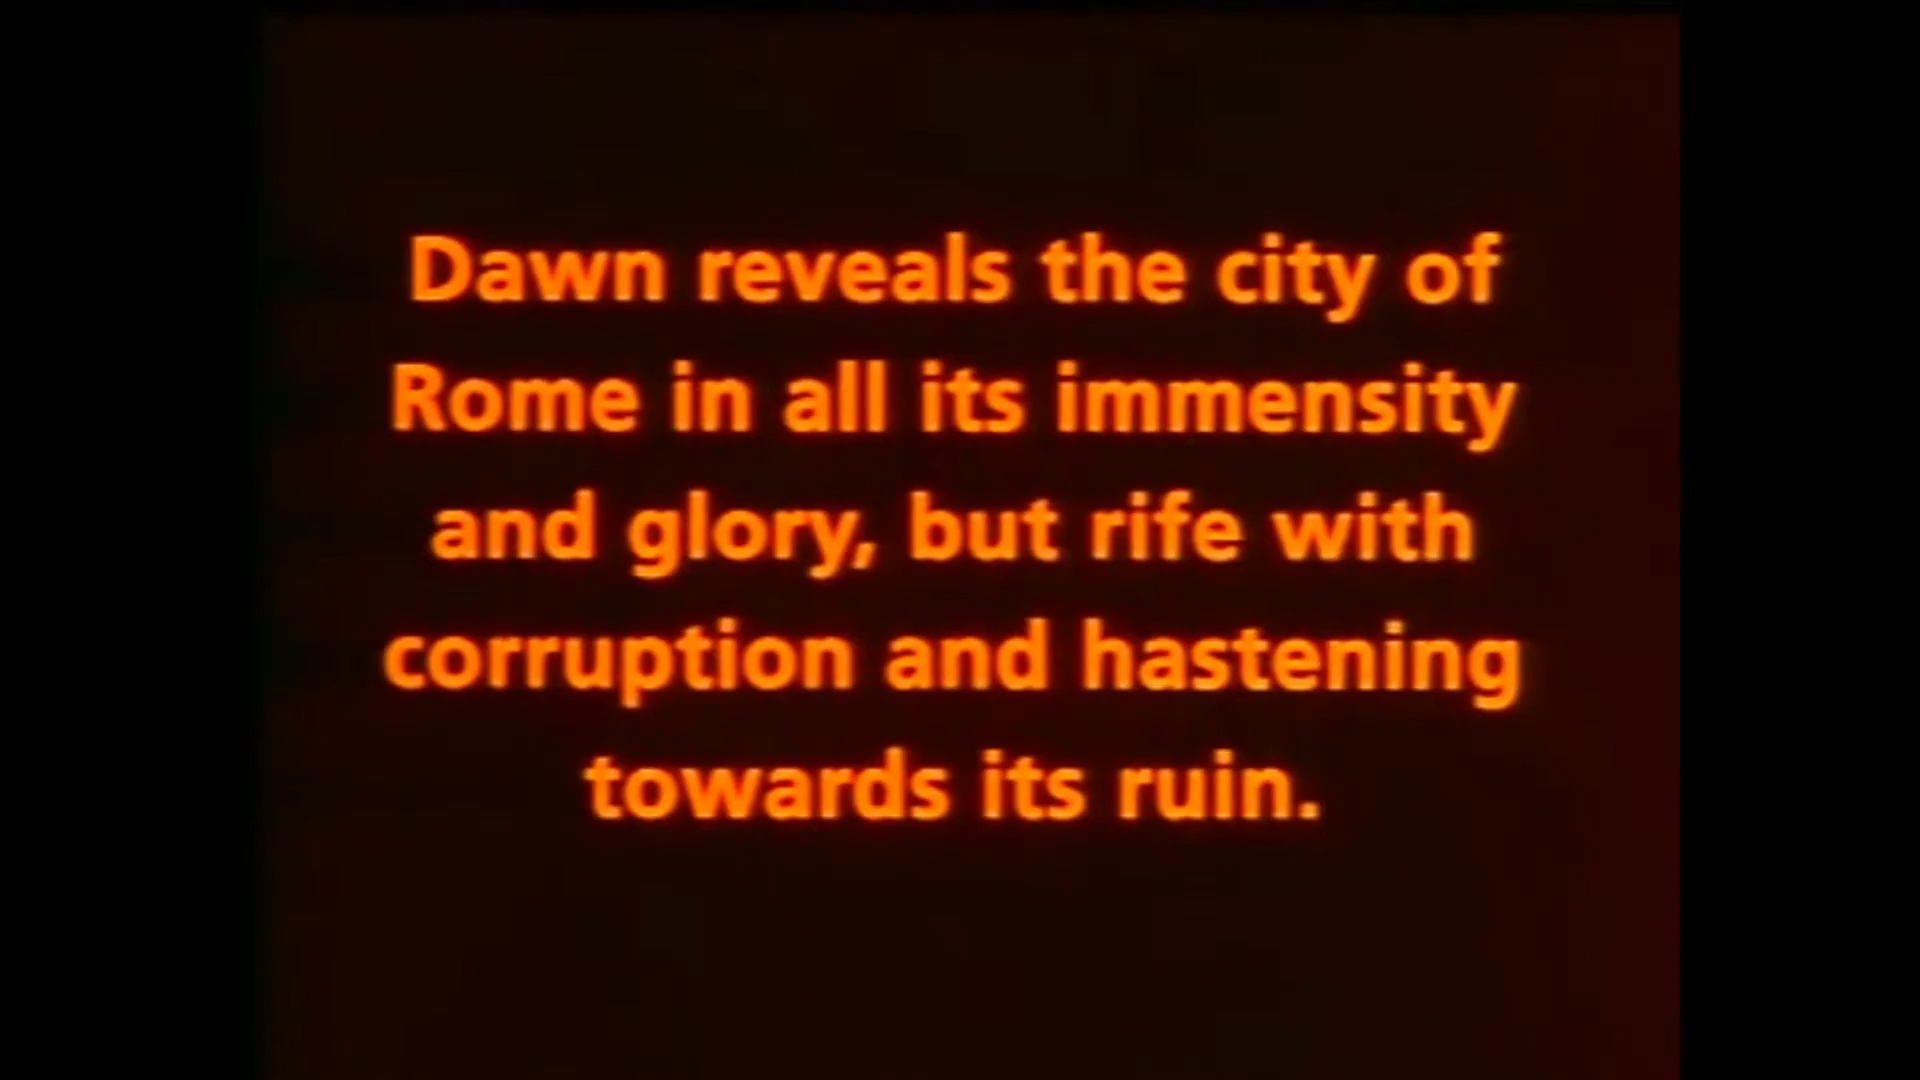 Dawn reveals the city of
Rome in all its immensity
and glory, but rife with
corruption and hastening
towards its ruin.